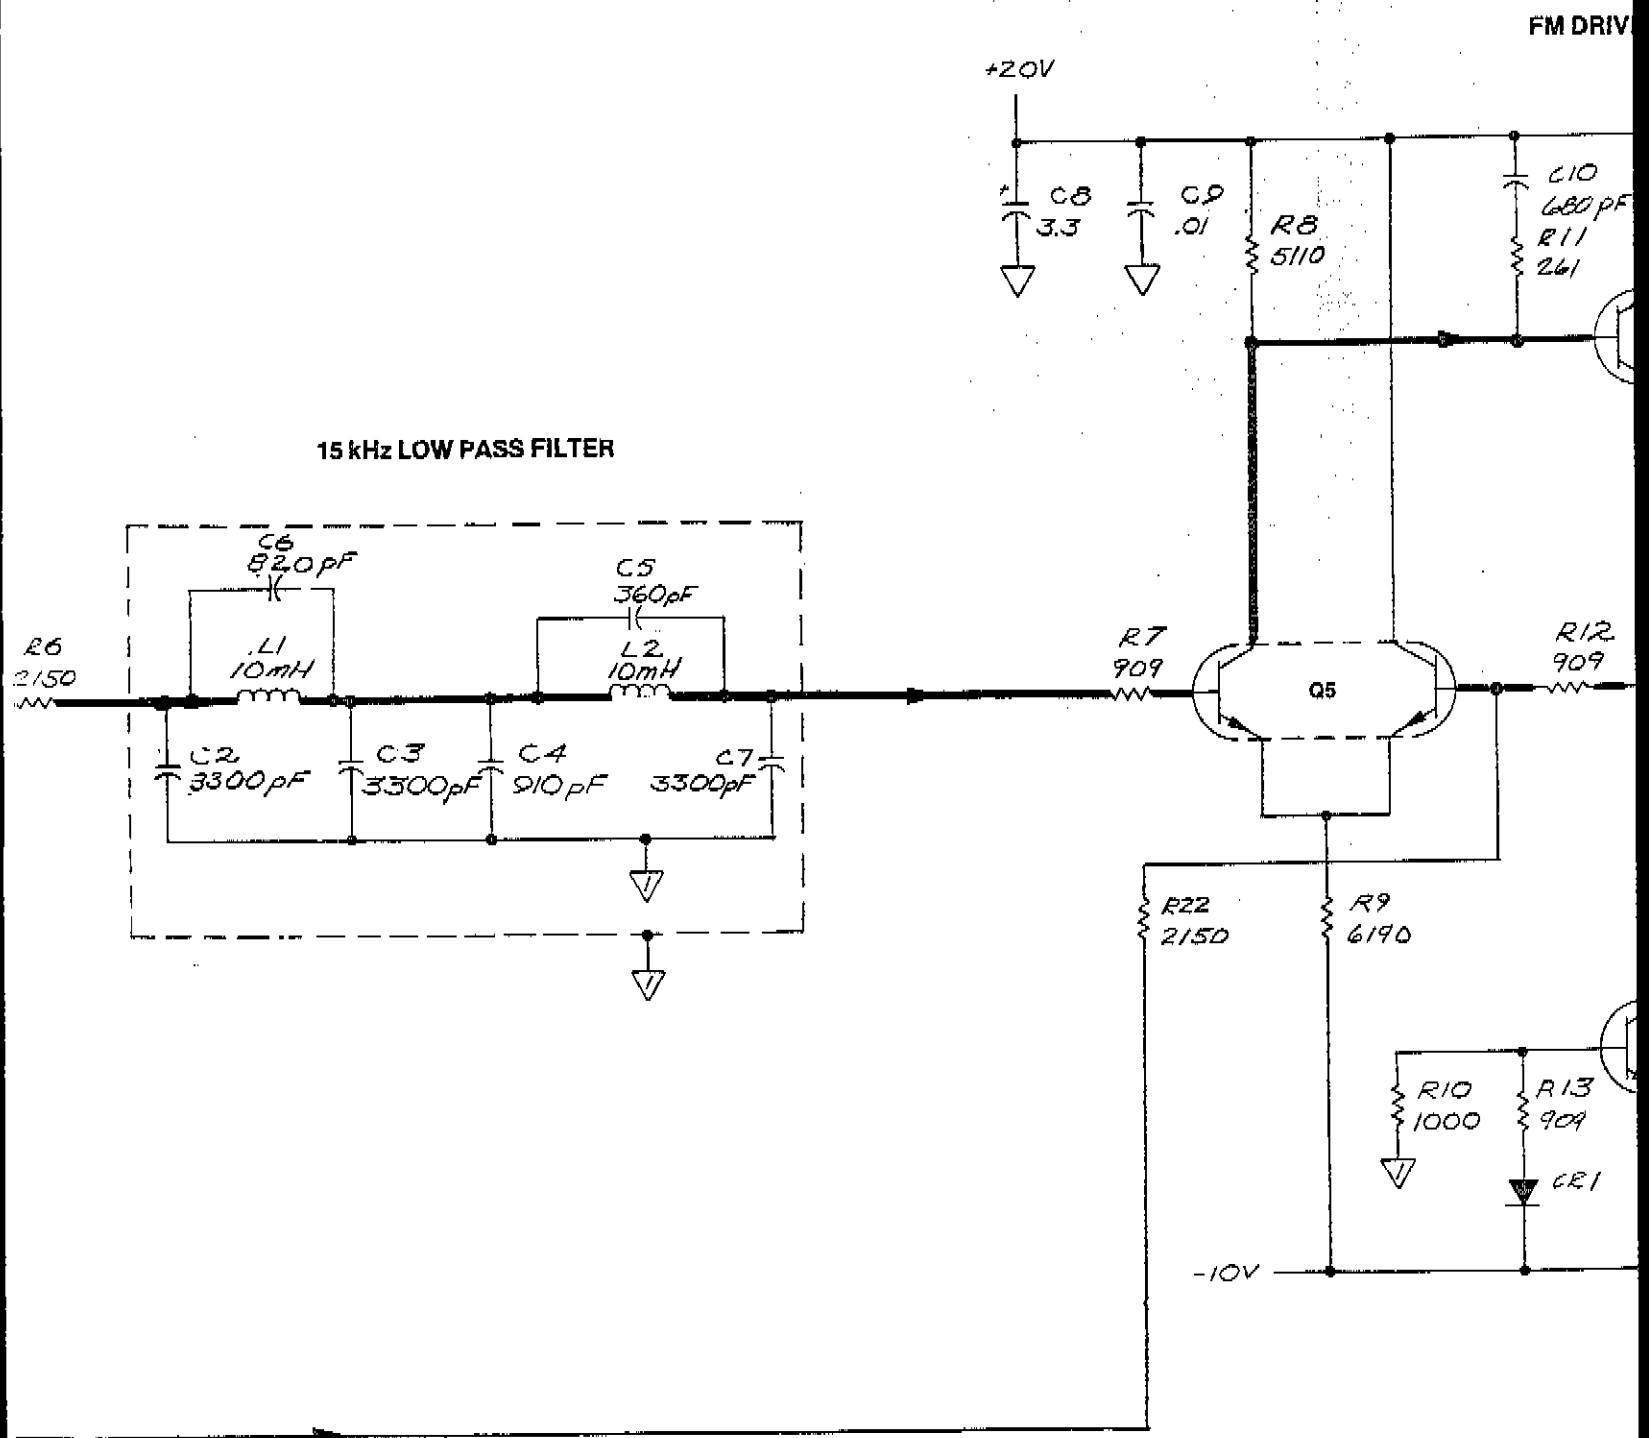 FM DRIV
+20V
C8
3.3
C9
.01
R8
5110
C10
680pF
R11
261
15 kHz LOW PASS FILTER
C6
820pF
C5
360pF
R6
2150
L1
10mH
L2
10mH
R7
909
Q5
R12
909
C2
3300pF
C3
3300pF
C4
910pF
C7
3300pF
R22
2150
R9
6190
R10
1000
R13
909
CR1
-10V